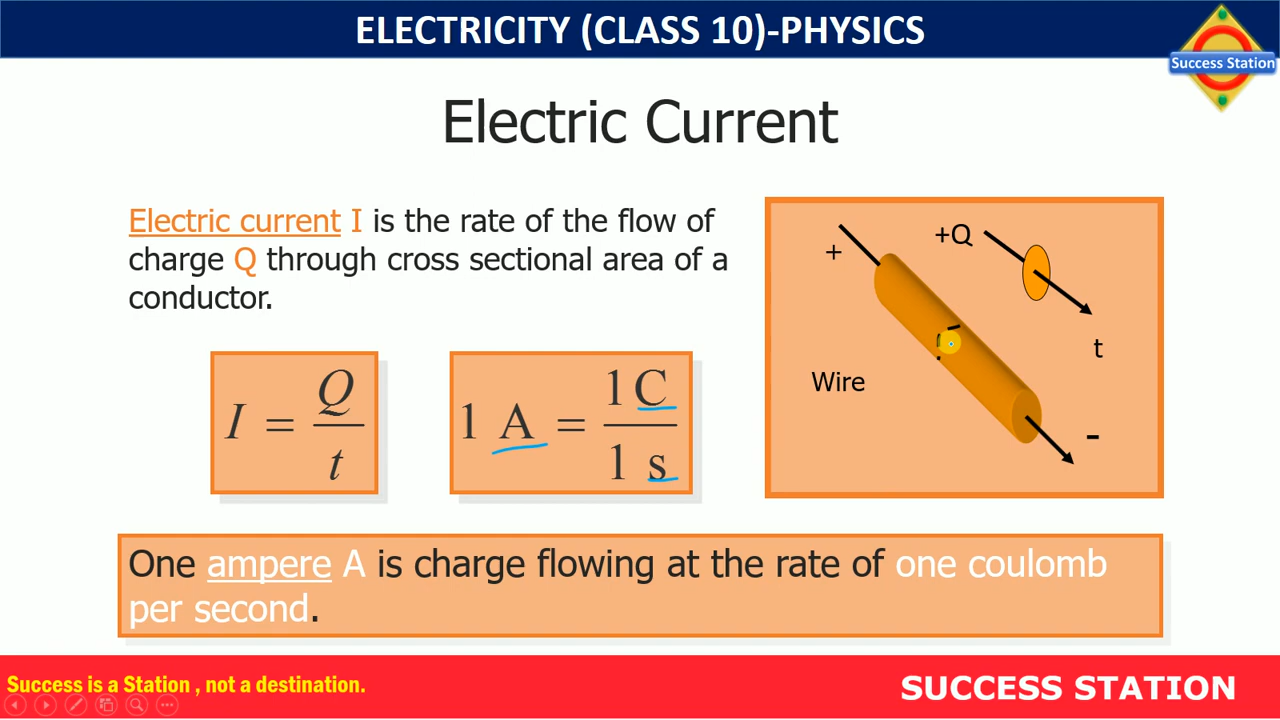 ELECTRICITY (CLASS 10)-PHYSICS
Success Station
Electric Current
Electric current I is the rate of the flow of
charge Q through cross sectional area of a
conductor.
I = Q/t
1 A = 1 C/1 s
+Q
+
t
Wire
-
One ampere A is charge flowing at the rate of one coulomb
per second.
Success is a Station , not a destination.
SUCCESS STATION